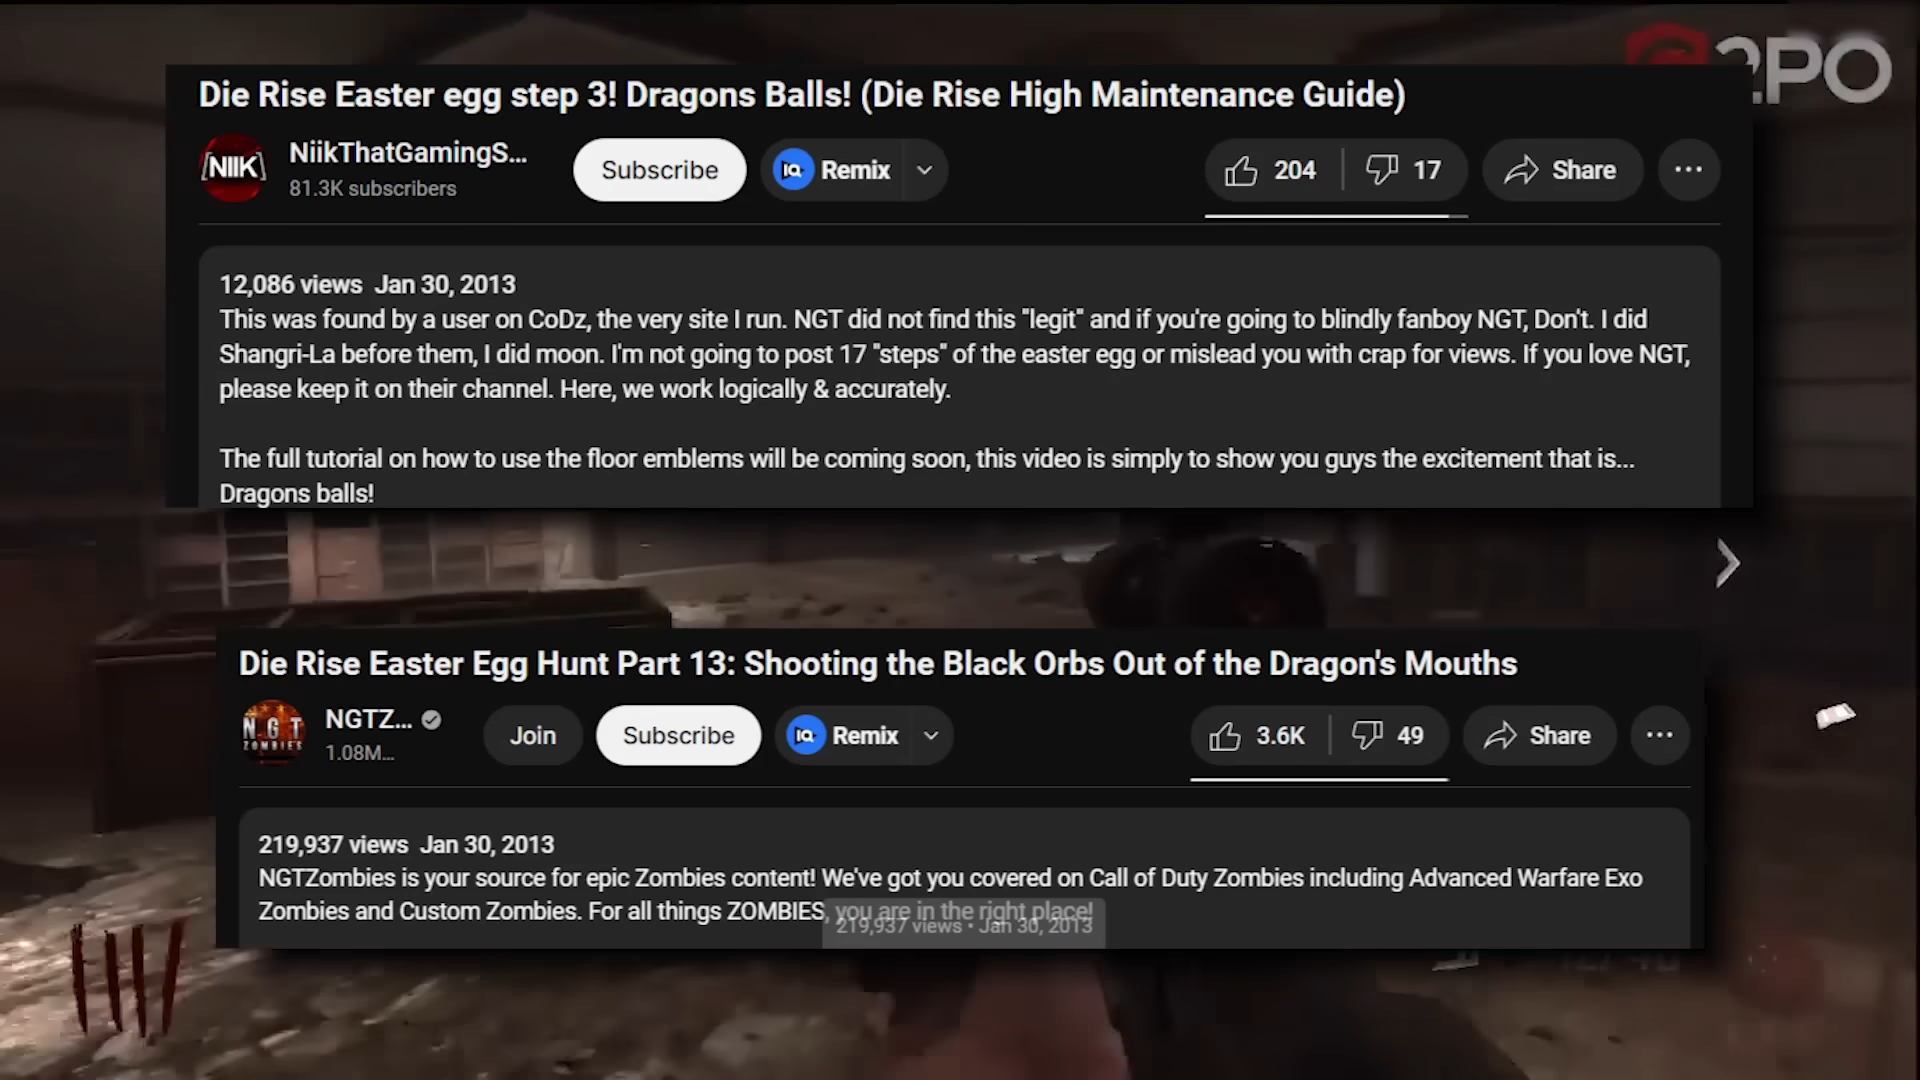 2PO
Die Rise Easter egg step 3! Dragons Balls! (Die Rise High Maintenance Guide)
[NIIK]
NiikThatGamingS...
81.3K subscribers
Subscribe
Remix
204
17
Share
12,086 views Jan 30, 2013
This was found by a user on CoDz, the very site I run. NGT did not find this "legit" and if you're going to blindly fanboy NGT, Don't. I did
Shangri-La before them, I did moon. I'm not going to post 17 "steps" of the easter egg or mislead you with crap for views. If you love NGT,
please keep it on their channel. Here, we work logically & accurately.
The full tutorial on how to use the floor emblems will be coming soon, this video is simply to show you guys the excitement that is...
Dragons balls!
Die Rise Easter Egg Hunt Part 13: Shooting the Black Orbs Out of the Dragon's Mouths
NGT
ZOMBIES
NGTZ...
1.08M...
Join
Subscribe
Remix
3.6K
49
Share
219,937 views Jan 30, 2013
NGTZombies is your source for epic Zombies content! We've got you covered on Call of Duty Zombies including Advanced Warfare Exo
Zombies and Custom Zombies. For all things ZOMBIES, you are in the right place!
219,937 views • Jan 30, 2013